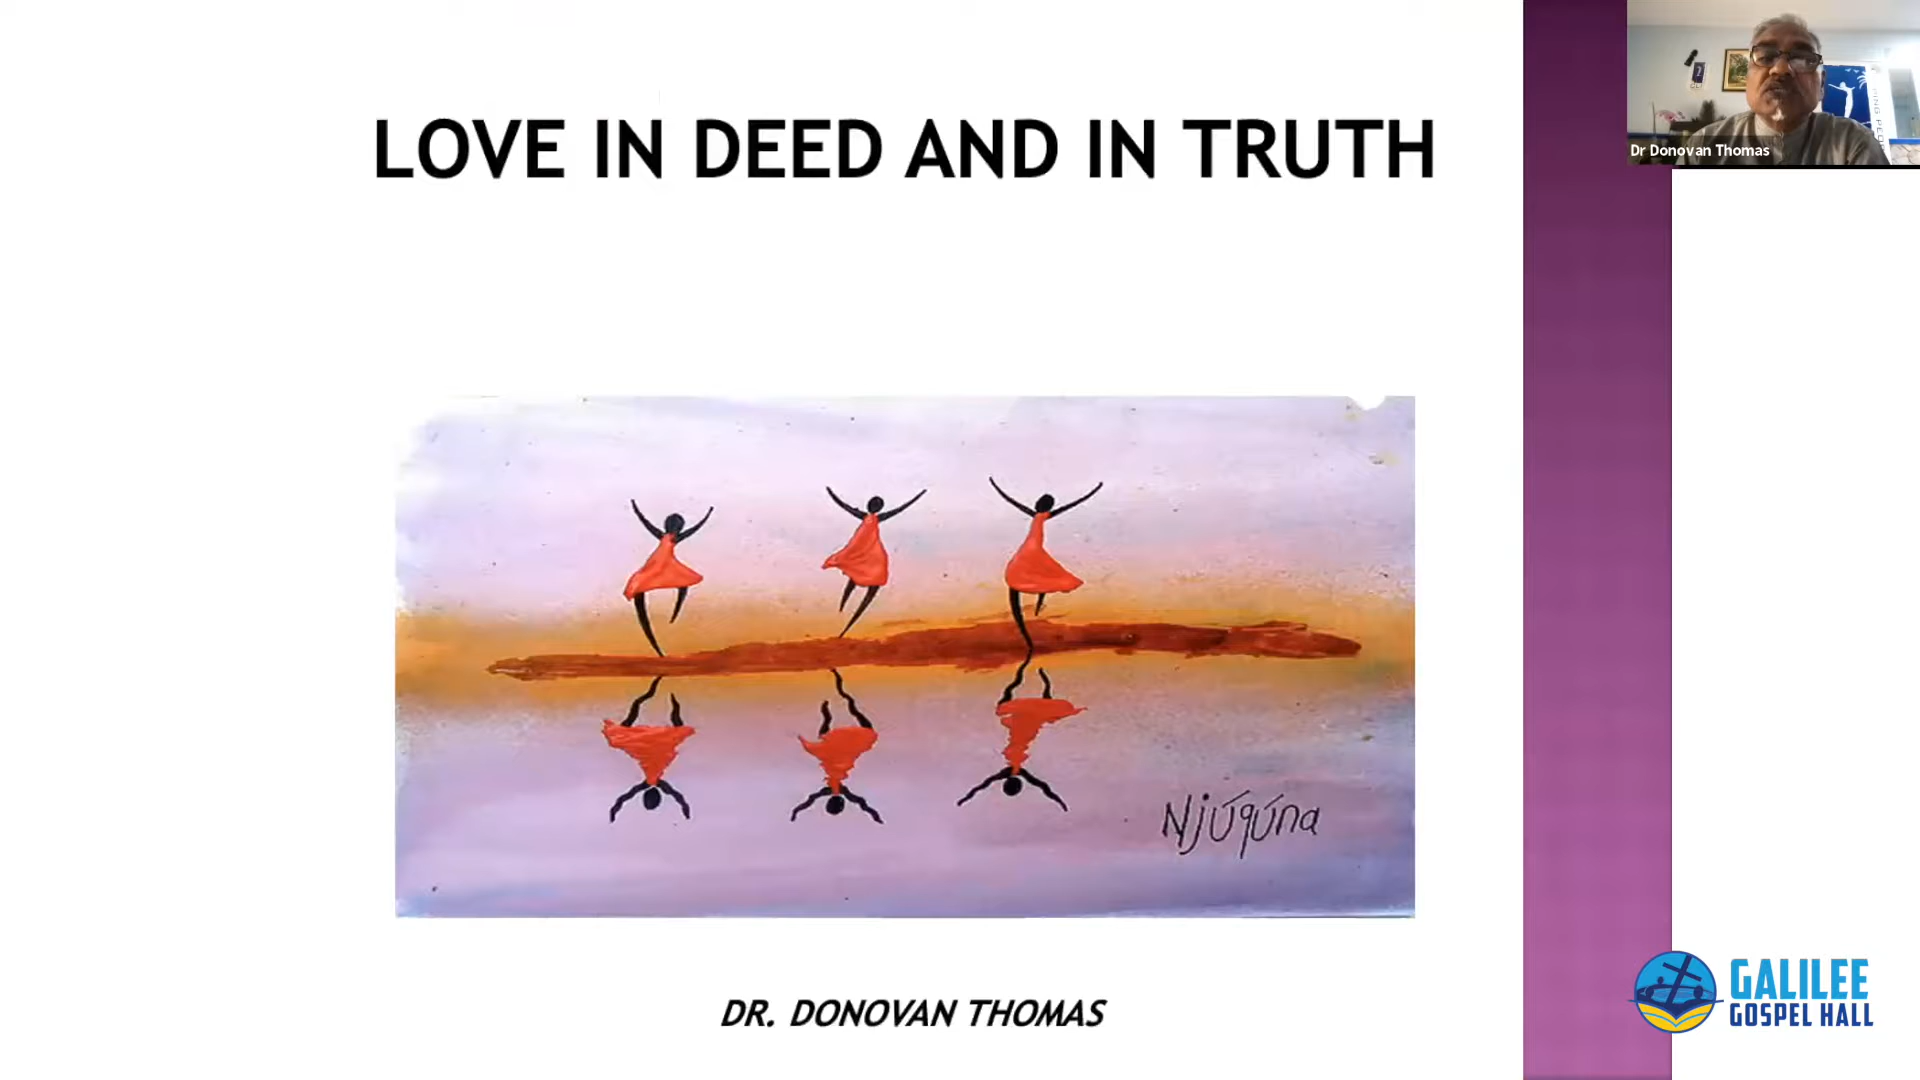 LOVE IN DEED AND IN TRUTH
Dr Donovan Thomas
Njúgúna
DR. DONOVAN THOMAS
GALILEE
GOSPEL HALL